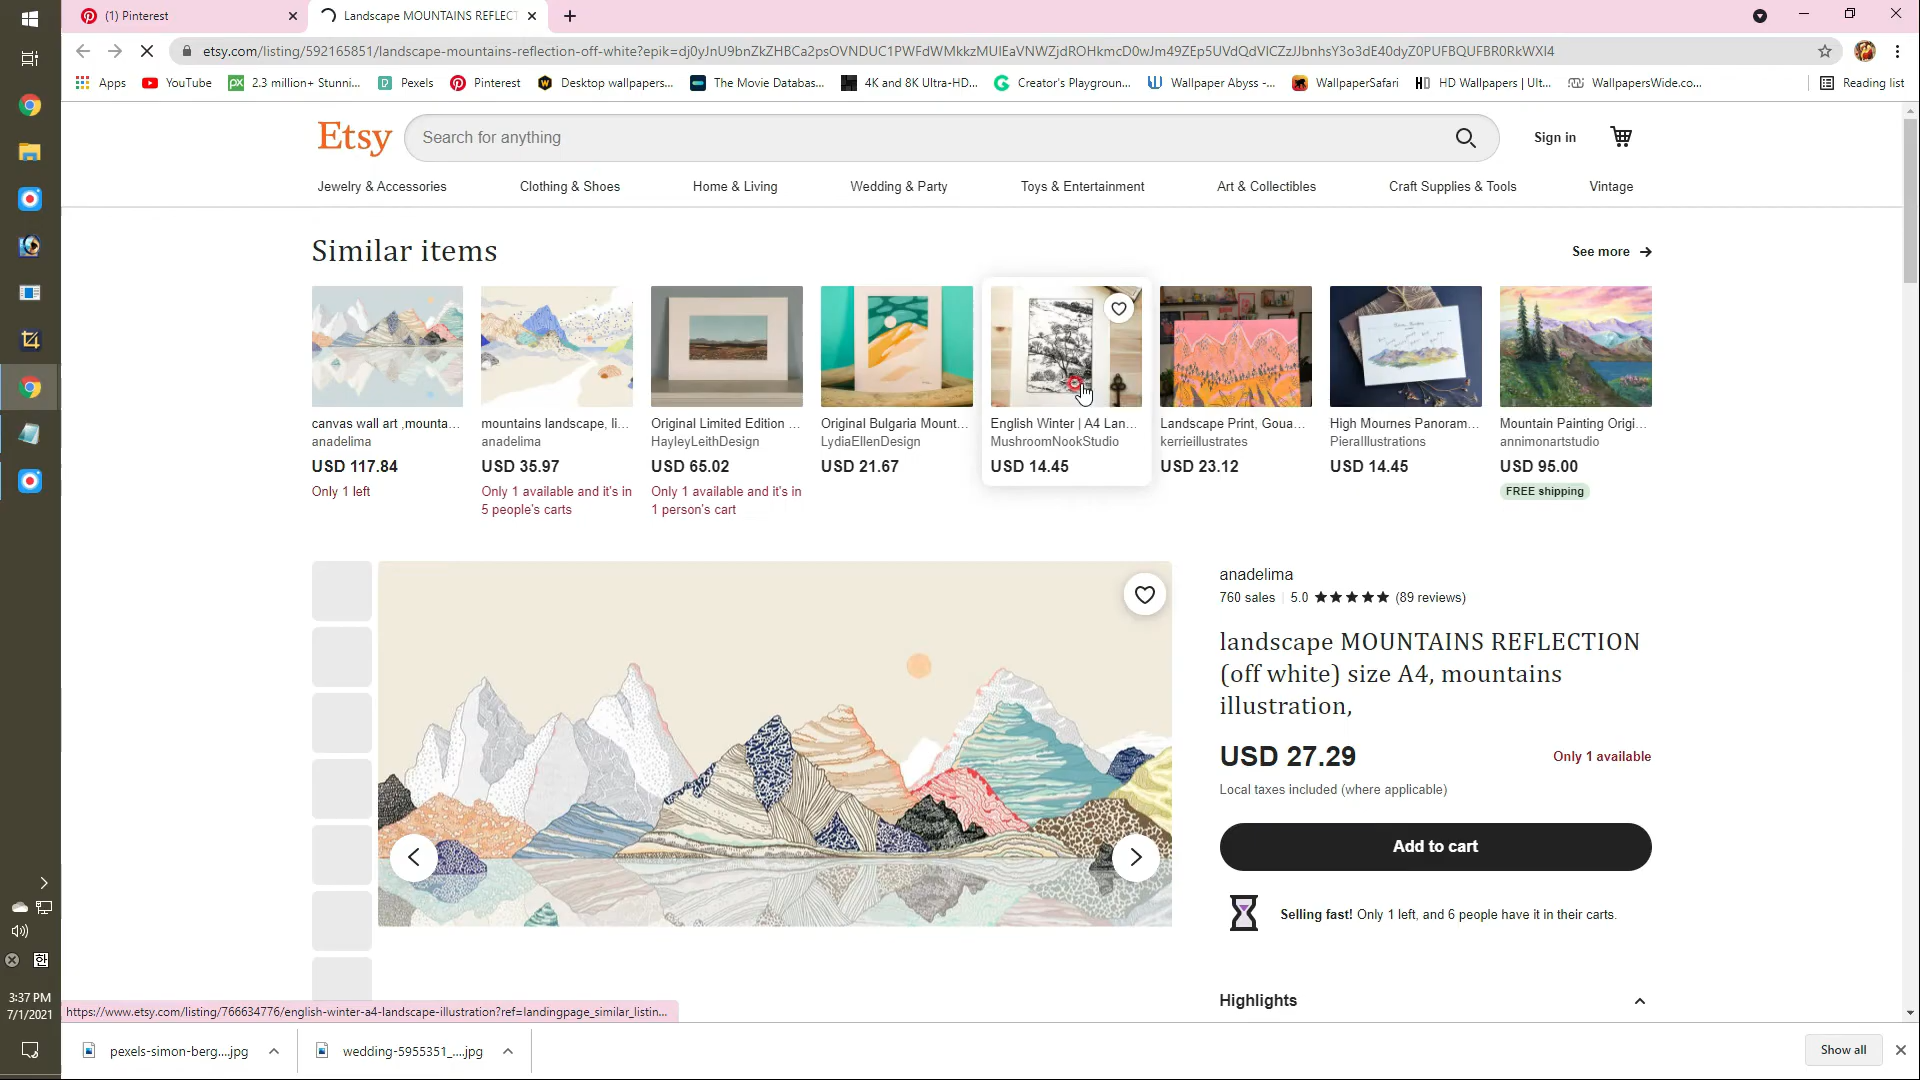 (1) Pinterest
Landscape MOUNTAINS REFLECT
etsy.com/listing/592165851/landscape-mountains-reflection-off-white?epik=dj0yJnU9bnZkZHBCa2psOVNDUC1PWFdWMkkzMUlEaVNWZjdROHkmcD0wJm49ZEp5UVdQdVlCZzJJbnhsY3o3dE40dyZ0PUFBQUFBR0RkWXI4
Apps YouTube 2.3 million+ Stunni... Pexels Pinterest Desktop wallpapers... The Movie Databas... 4K and 8K Ultra-HD... Creator's Playgroun... Wallpaper Abyss -... WallpaperSafari HD Wallpapers | Ult... WallpapersWide.co... Reading list
Etsy Search for anything Sign in
Jewelry & Accessories Clothing & Shoes Home & Living Wedding & Party Toys & Entertainment Art & Collectibles Craft Supplies & Tools Vintage
Similar items See more
canvas wall art ,mounta...
anadelima
USD 117.84
Only 1 left
mountains landscape, li...
anadelima
USD 35.97
Only 1 available and it's in
5 people's carts
Original Limited Edition ...
HayleyLeithDesign
USD 65.02
Only 1 available and it's in
1 person's cart
Original Bulgaria Mount...
LydiaEllenDesign
USD 21.67
English Winter | A4 Lan...
MushroomNookStudio
USD 14.45
Landscape Print, Goua...
kerrieillustrates
USD 23.12
High Mournes Panoram...
PieraIllustrations
USD 14.45
Mountain Painting Origi...
annimonartstudio
USD 95.00
FREE shipping
anadelima
760 sales 5.0 (89 reviews)
landscape MOUNTAINS REFLECTION
(off white) size A4, mountains
illustration,
USD 27.29 Only 1 available
Local taxes included (where applicable)
Add to cart
Selling fast! Only 1 left, and 6 people have it in their carts.
Highlights
https://www.etsy.com/listing/766634776/english-winter-a4-landscape-illustration?ref=landingpage_similar_listin...
한
3:37 PM
7/1/2021
pexels-simon-berg....jpg wedding-5955351_....jpg Show all